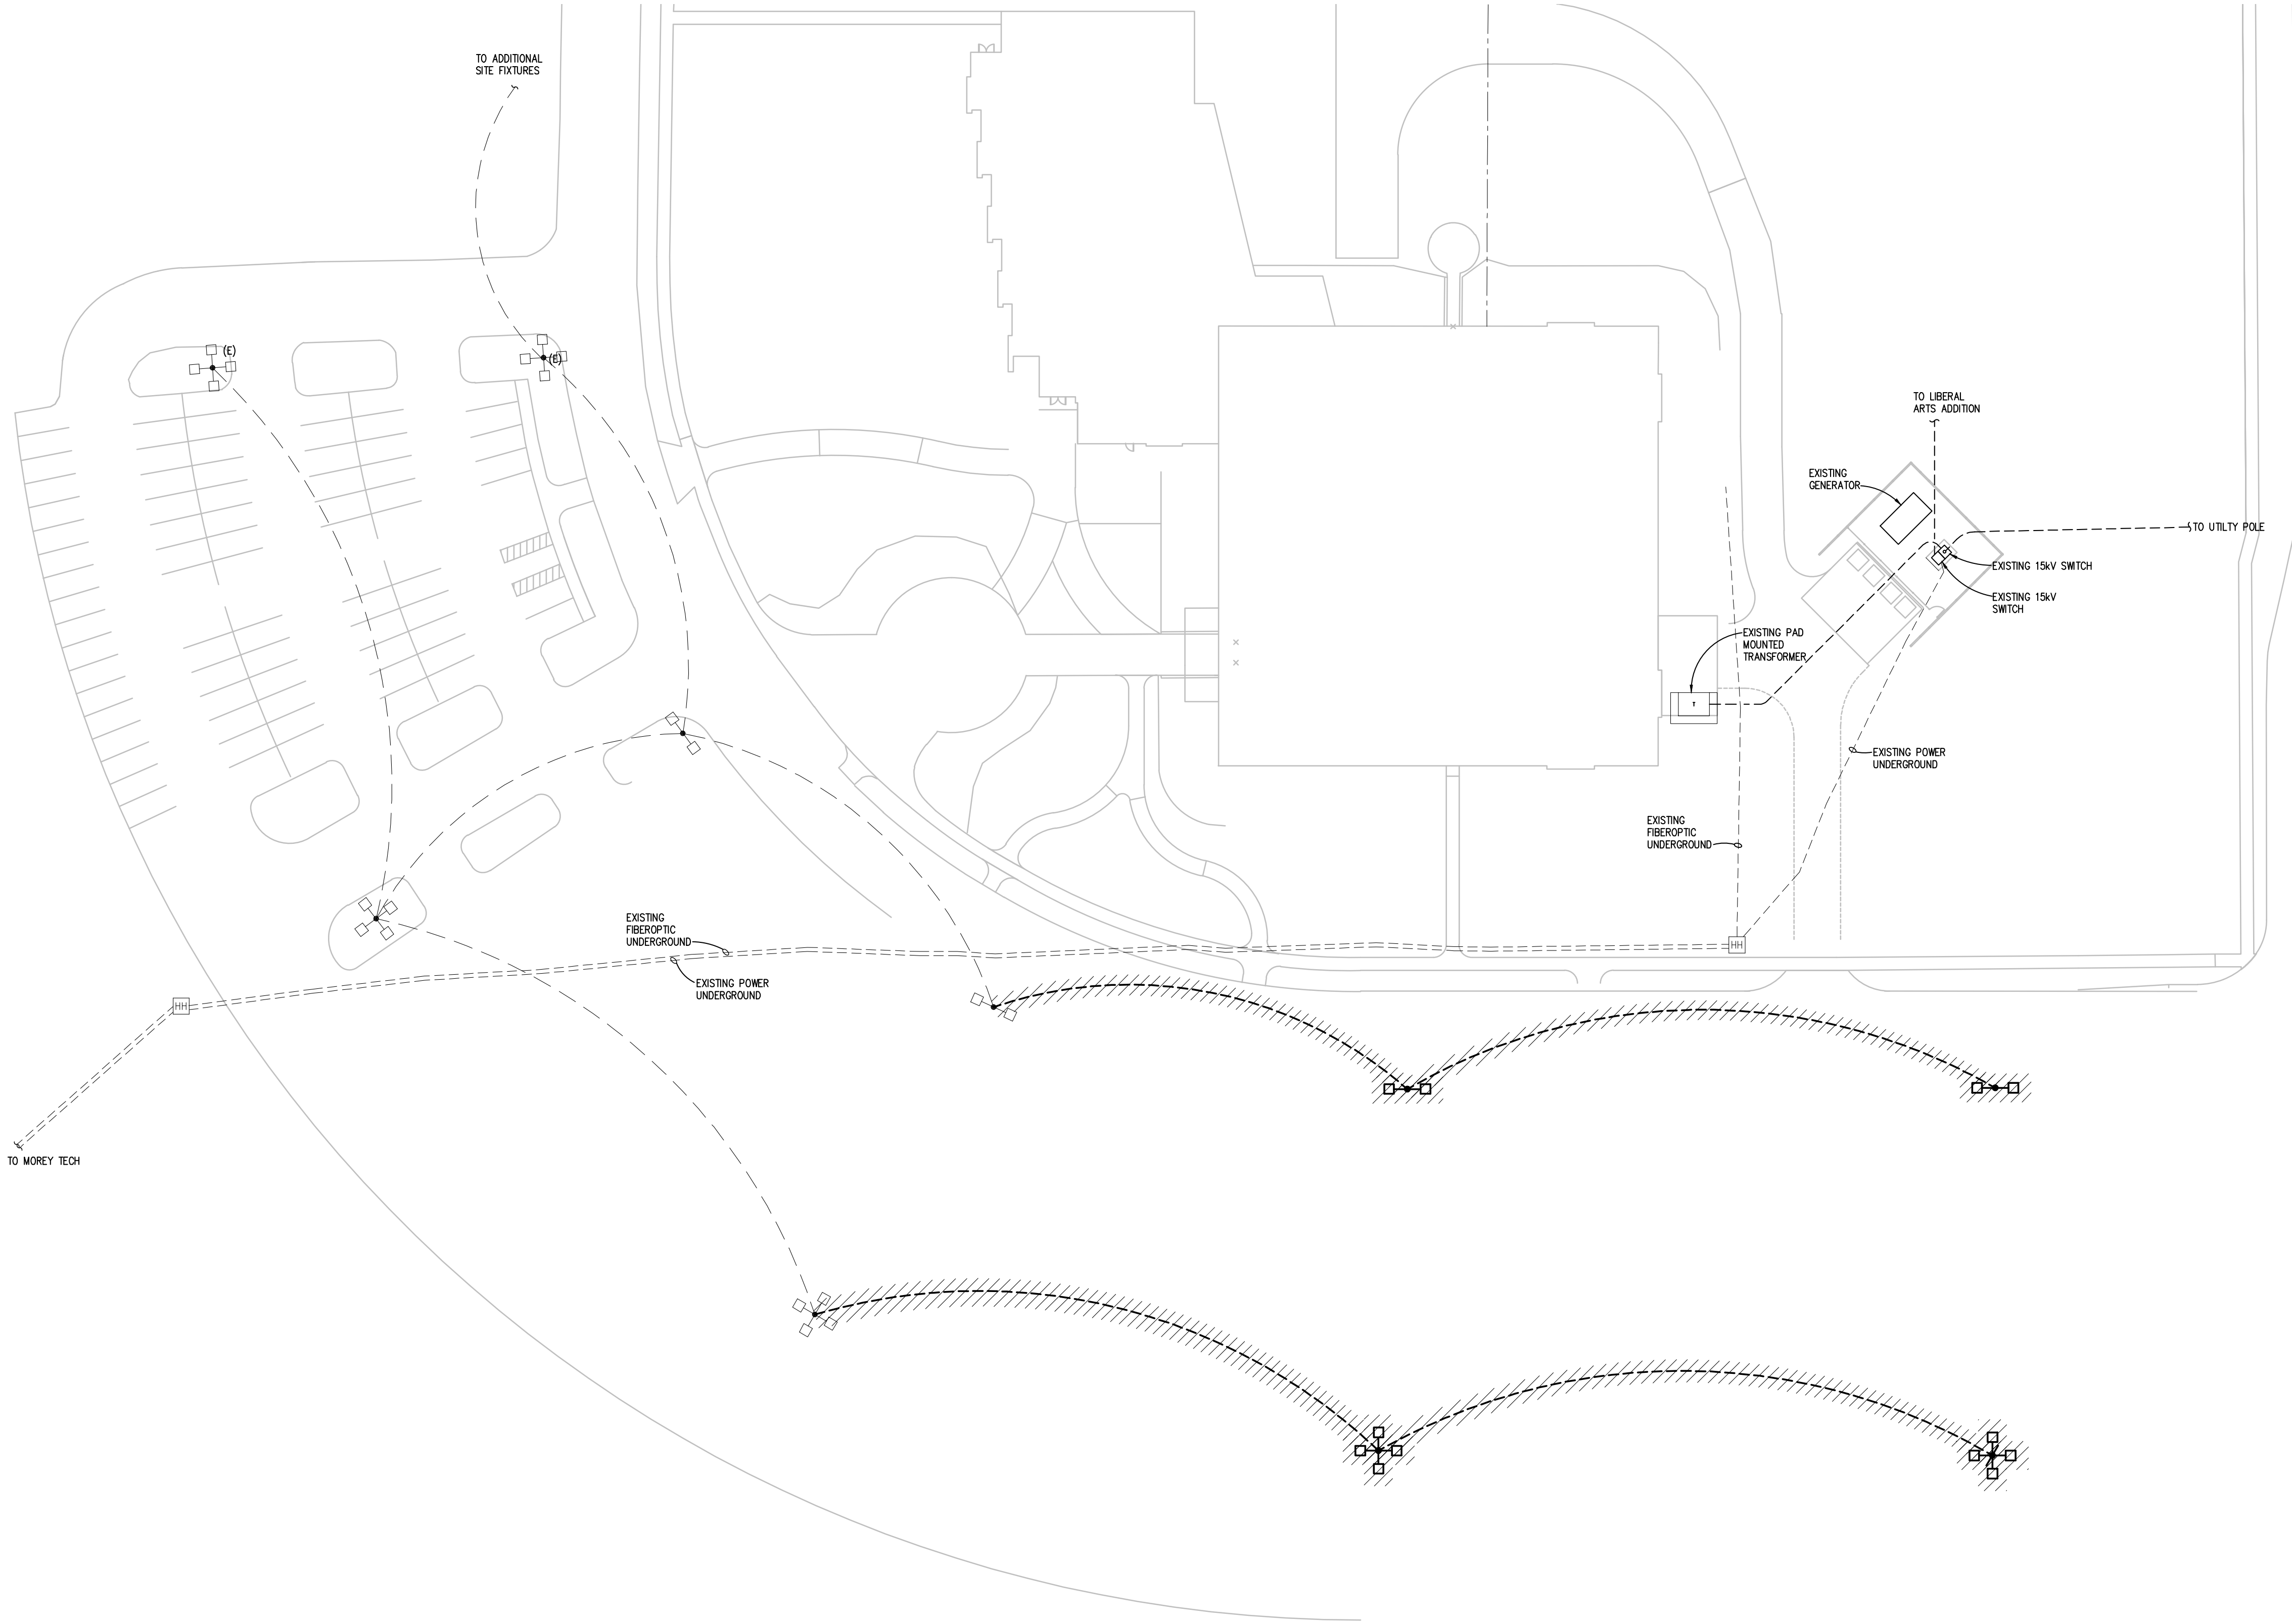 TO ADDITIONAL
SITE FIXTURES
(E)
(E)
TO LIBERAL
ARTS ADDITION
EXISTING
GENERATOR
TO UTILTY POLE
EXISTING 15kV SWITCH
EXISTING 15kV
SWITCH
EXISTING PAD
MOUNTED
TRANSFORMER
T
EXISTING POWER
UNDERGROUND
EXISTING
FIBEROPTIC
UNDERGROUND
EXISTING
FIBEROPTIC
UNDERGROUND
HH
EXISTING POWER
UNDERGROUND
HH
TO MOREY TECH